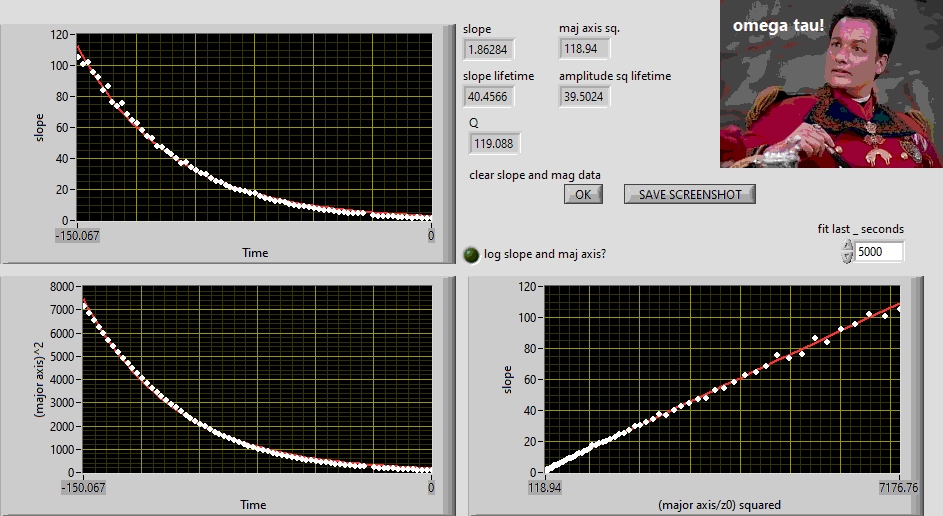 120
100
80
60
40
20
0
slope
-150.067
0
Time
slope
maj axis sq.
1.86284
118.94
slope lifetime
amplitude sq lifetime
40.4566
39.5024
Q
119.088
clear slope and mag data
OK
SAVE SCREENSHOT
omega tau!
fit last _ seconds
5000
log slope and maj axis?
8000
7000
6000
5000
4000
3000
2000
1000
0
(major axis)^2
-150.067
0
Time
120
100
80
60
40
20
0
slope
118.94
7176.76
(major axis/z0) squared